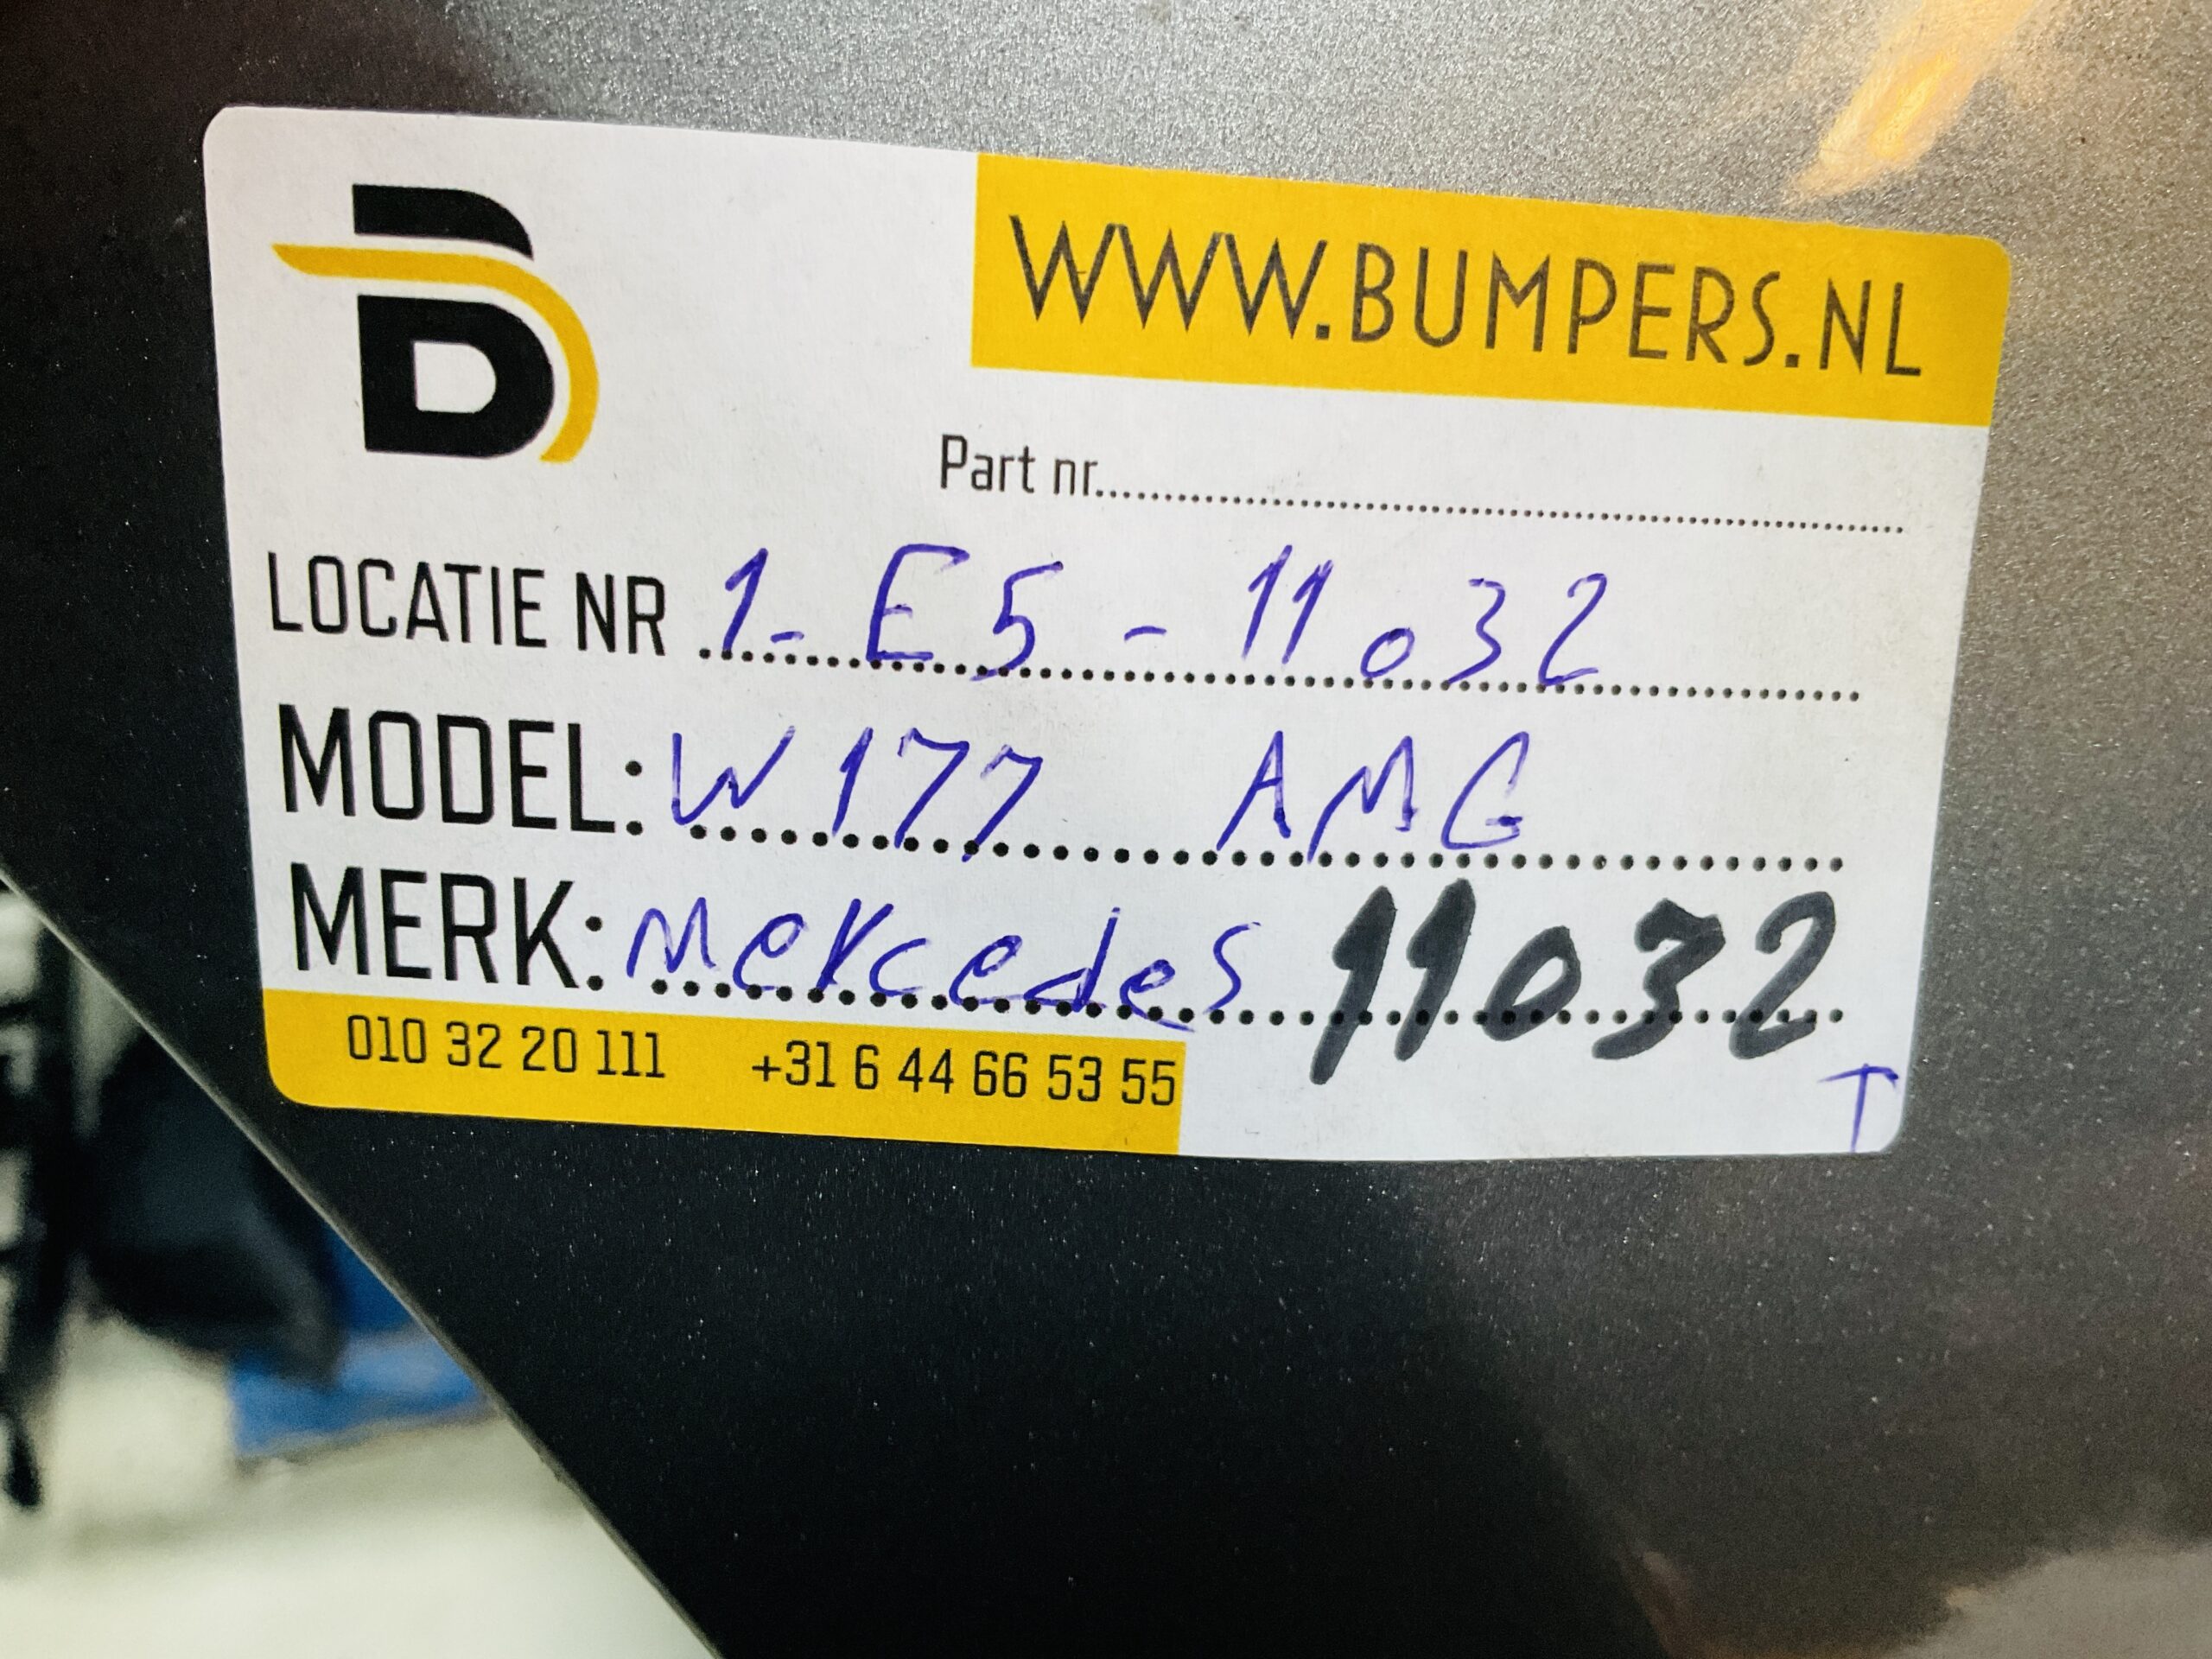 B
WWW.BUMPERS.NL
Part nr...............
LOCATIE NR 1-E5-11032
MODEL: W177 AMG
MERK: Mercedes 11032
010 32 20 111 +31 6 44 66 53 55
T